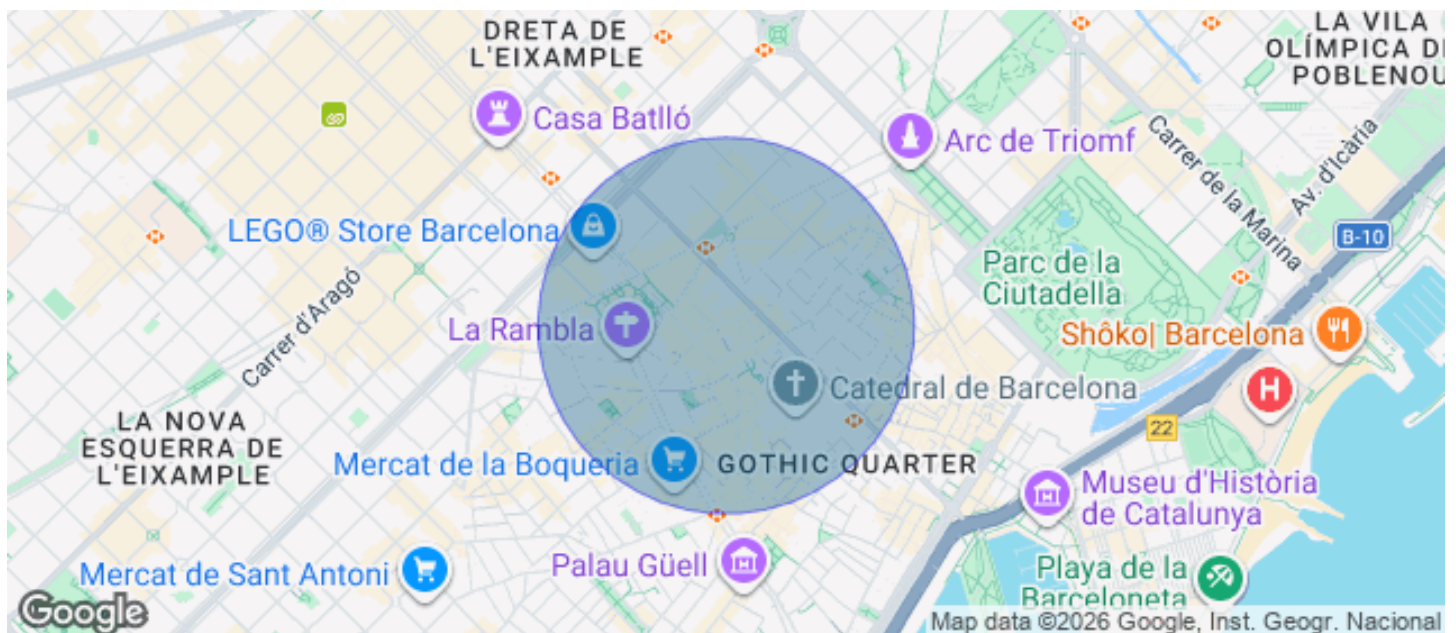 DRETA DE
L'EIXAMPLE
LA VILA
OLÍMPICA DE
POBLENOU
Casa Batlló
Arc de Triomf
Carrer de la Marina
Av. d'Icària
LEGO® Store Barcelona
B-10
Parc de la
Ciutadella
Carrer d'Aragó
La Rambla
Shôko| Barcelona
Catedral de Barcelona
H
LA NOVA
ESQUERRA DE
L'EIXAMPLE
22
Mercat de la Boqueria
GOTHIC QUARTER
Museu d'Història
de Catalunya
Mercat de Sant Antoni
Palau Güell
Playa de la
Barceloneta
Google
Map data ©2026 Google, Inst. Geogr. Nacional